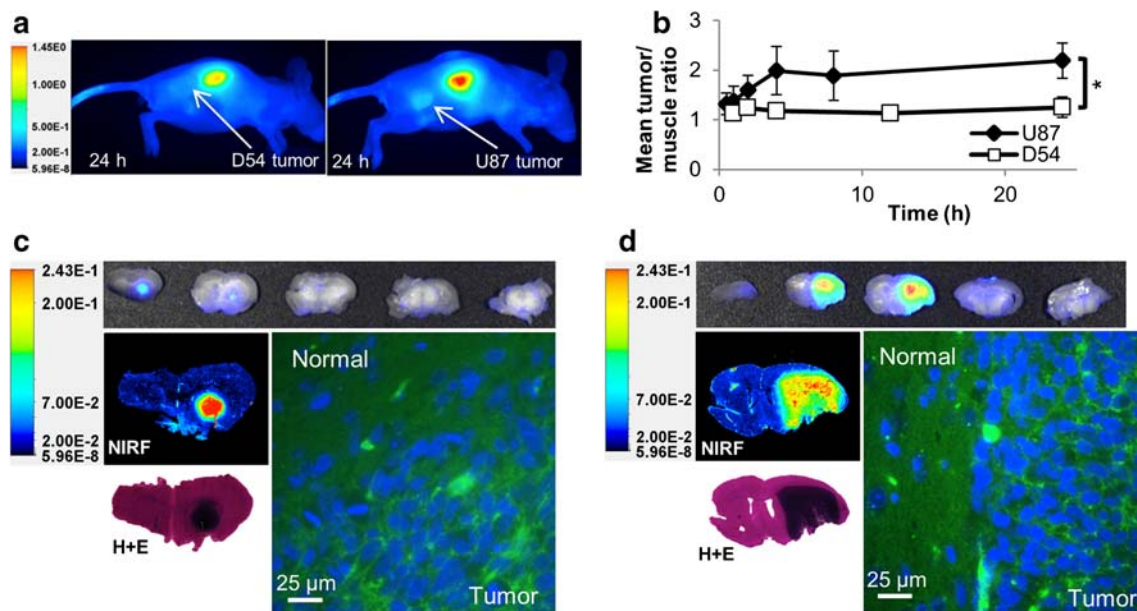 a
1.45E0
1.00E0
5.00E-1
2.00E-1
5.96E-8
24 h
D54 tumor
24 h
U87 tumor
b
Mean tumor/
muscle ratio
3
2
1
0
0
10
20
Time (h)
U87
D54
*
c
2.43E-1
2.00E-1
7.00E-2
2.00E-2
5.96E-8
NIRF
H+E
Normal
25 µm
Tumor
d
2.43E-1
2.00E-1
7.00E-2
2.00E-2
5.96E-8
NIRF
H+E
Normal
25 µm
Tumor